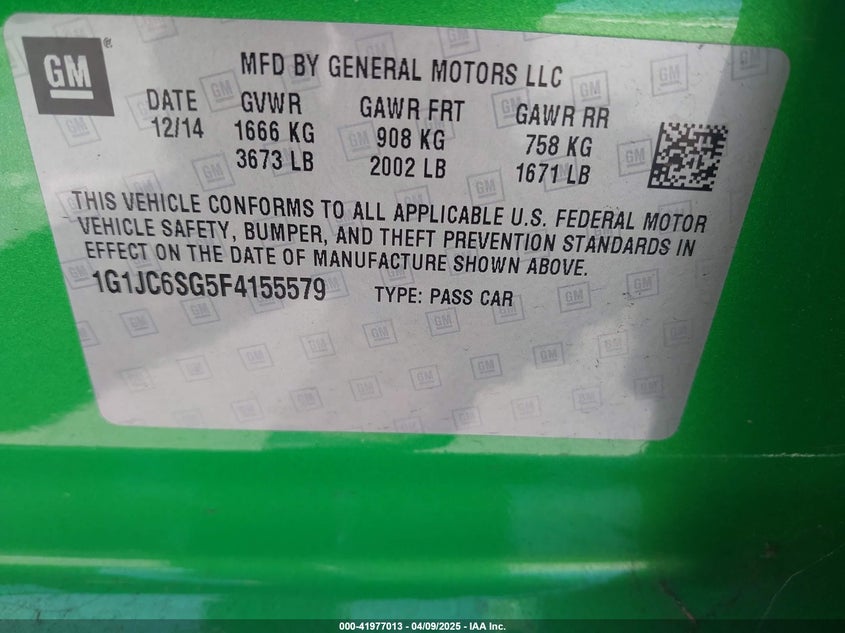 GM®
MFD BY GENERAL MOTORS LLC
DATE GVWR GAWR FRT GAWR RR
12/14 1666 KG 908 KG 758 KG
3673 LB 2002 LB 1671 LB
THIS VEHICLE CONFORMS TO ALL APPLICABLE U.S. FEDERAL MOTOR
VEHICLE SAFETY, BUMPER, AND THEFT PREVENTION STANDARDS IN
EFFECT ON THE DATE OF MANUFACTURE SHOWN ABOVE.
1G1JC6SG5F4155579 TYPE: PASS CAR
000-41977013 - 04/09/2025 - IAA Inc.